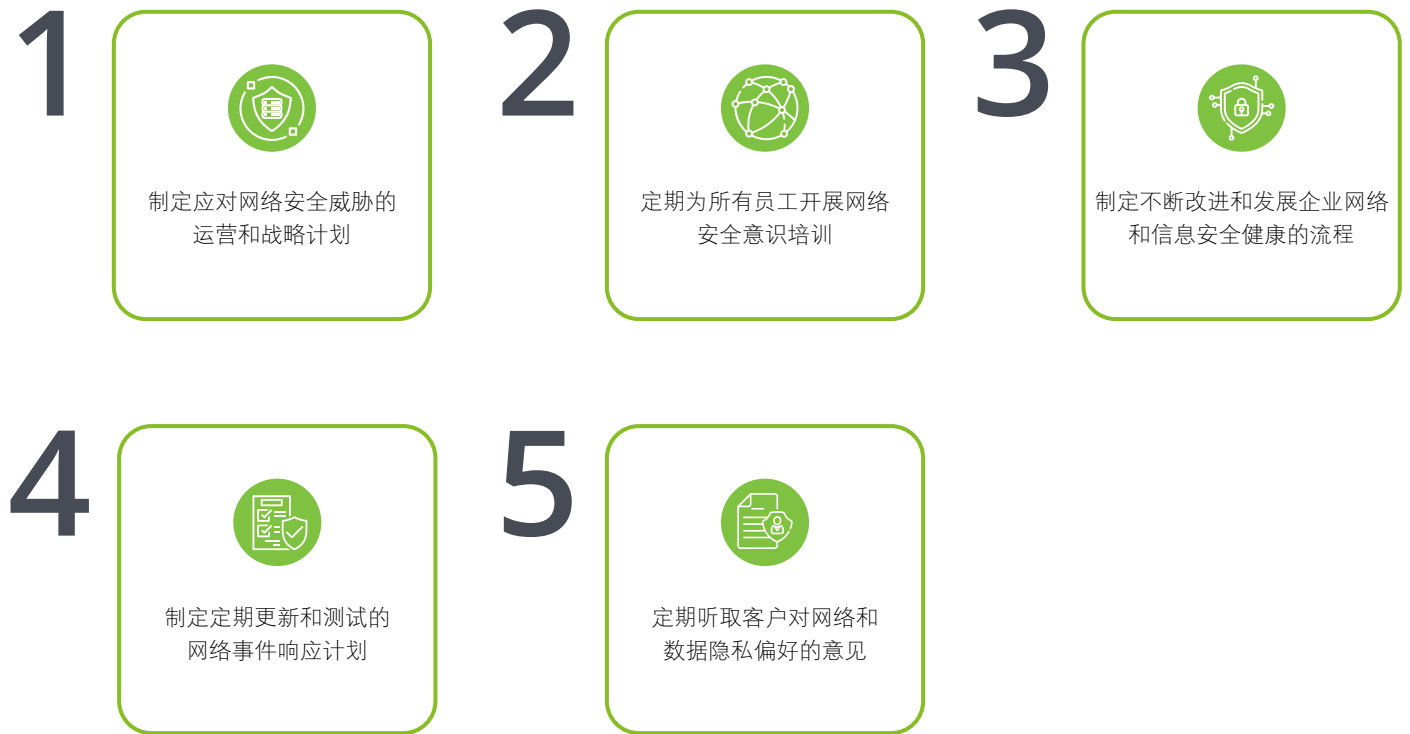 1
制定应对网络安全威胁的
运营和战略计划
2
定期为所有员工开展网络
安全意识培训
3
制定不断改进和发展企业网络
和信息安全健康的流程
4
制定定期更新和测试的
网络事件响应计划
5
定期听取客户对网络和
数据隐私偏好的意见